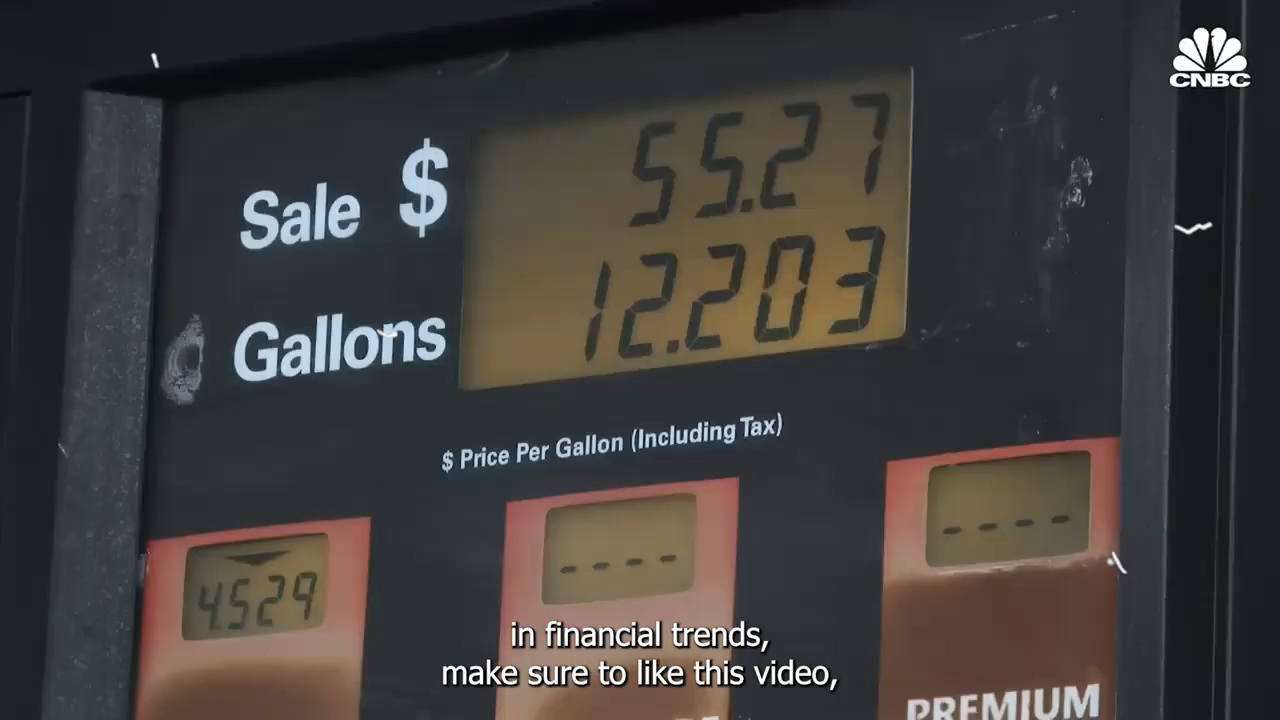 CNBC
Sale $ 55.27
Gallons 12.203
$ Price Per Gallon (Including Tax)
4.529
- - - -
- - - -
in financial trends,
make sure to like this video,
PREMIUM